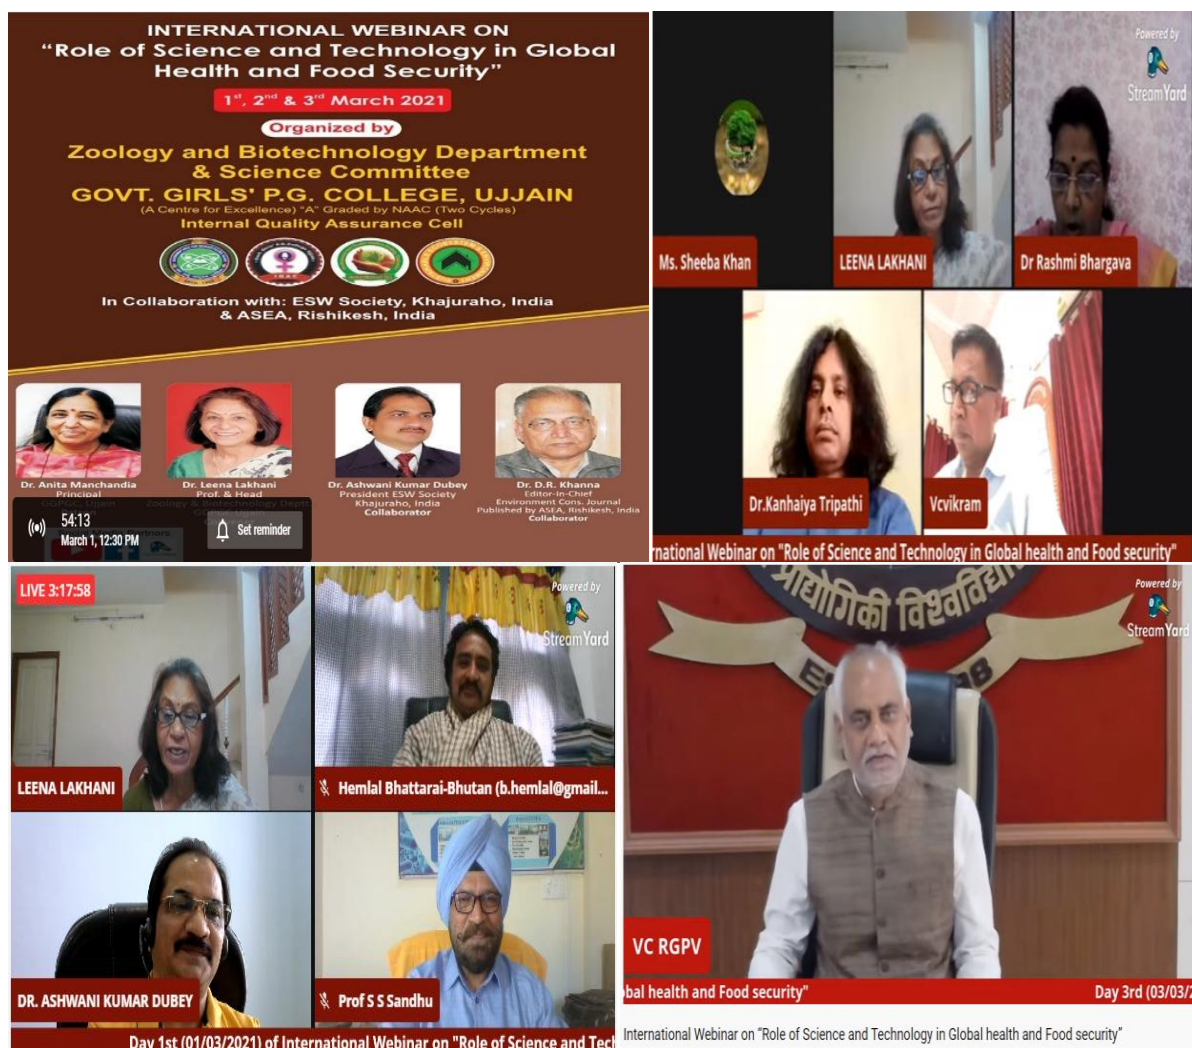 INTERNATIONAL WEBINAR ON
“Role of Science and Technology in Global
Health and Food Security”
1st, 2nd & 3rd March 2021
Organized by
Zoology and Biotechnology Department
& Science Committee
GOVT. GIRLS' P.G. COLLEGE, UJJAIN
(A Centre for Excellence) “A” Graded by NAAC (Two Cycles)
Internal Quality Assurance Cell
In Collaboration with: ESW Society, Khajuraho, India
& ASEA, Rishikesh, India
Dr. Anita Manchandia
Principal
GGPGC, Ujjain
Dr. Leena Lakhani
Prof. & Head
Zoology & Biotechnology Deptt.
Dr. Ashwani Kumar Dubey
President ESW Society
Khajuraho, India
Collaborator
Dr. D.R. Khanna
Editor-In-Chief
Environment Cons. Journal
Published by ASEA, Rishikesh, India
Collaborator
54:13
March 1, 12:30 PM
Set reminder
Powered by
StreamYard
Ms. Sheeba Khan
LEENA LAKHANI
Dr Rashmi Bhargava
Dr.Kanhaiya Tripathi
Vcvikram
rnational Webinar on "Role of Science and Technology in Global health and Food security"
LIVE 3:17:58
Powered by
StreamYard
LEENA LAKHANI
Hemlal Bhattarai-Bhutan (b.hemlal@gmail...
DR. ASHWANI KUMAR DUBEY
Prof S S Sandhu
Day 1st (01/03/2021) of International Webinar on "Role of Science and Tech
प्रौद्योगिकी विश्वविद्या
Powered by
StreamYard
VC RGPV
obal health and Food security"
Day 3rd (03/03/2
International Webinar on “Role of Science and Technology in Global health and Food security”